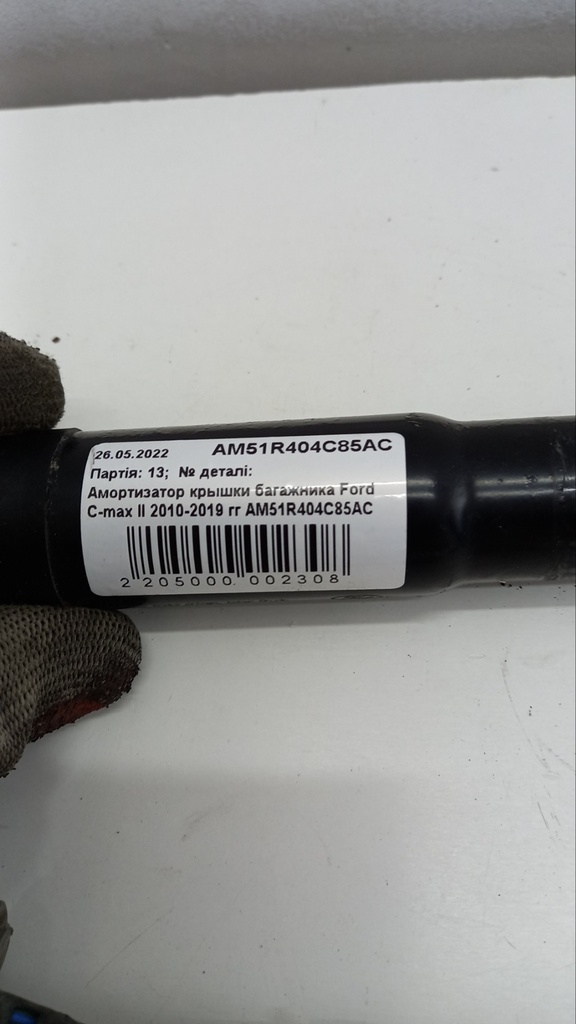 26.05.2022 AM51R404C85AC
Партія: 13; № деталі:
Амортизатор крышки багажника Ford
C-max II 2010-2019 гг AM51R404C85AC
2 205000 002308